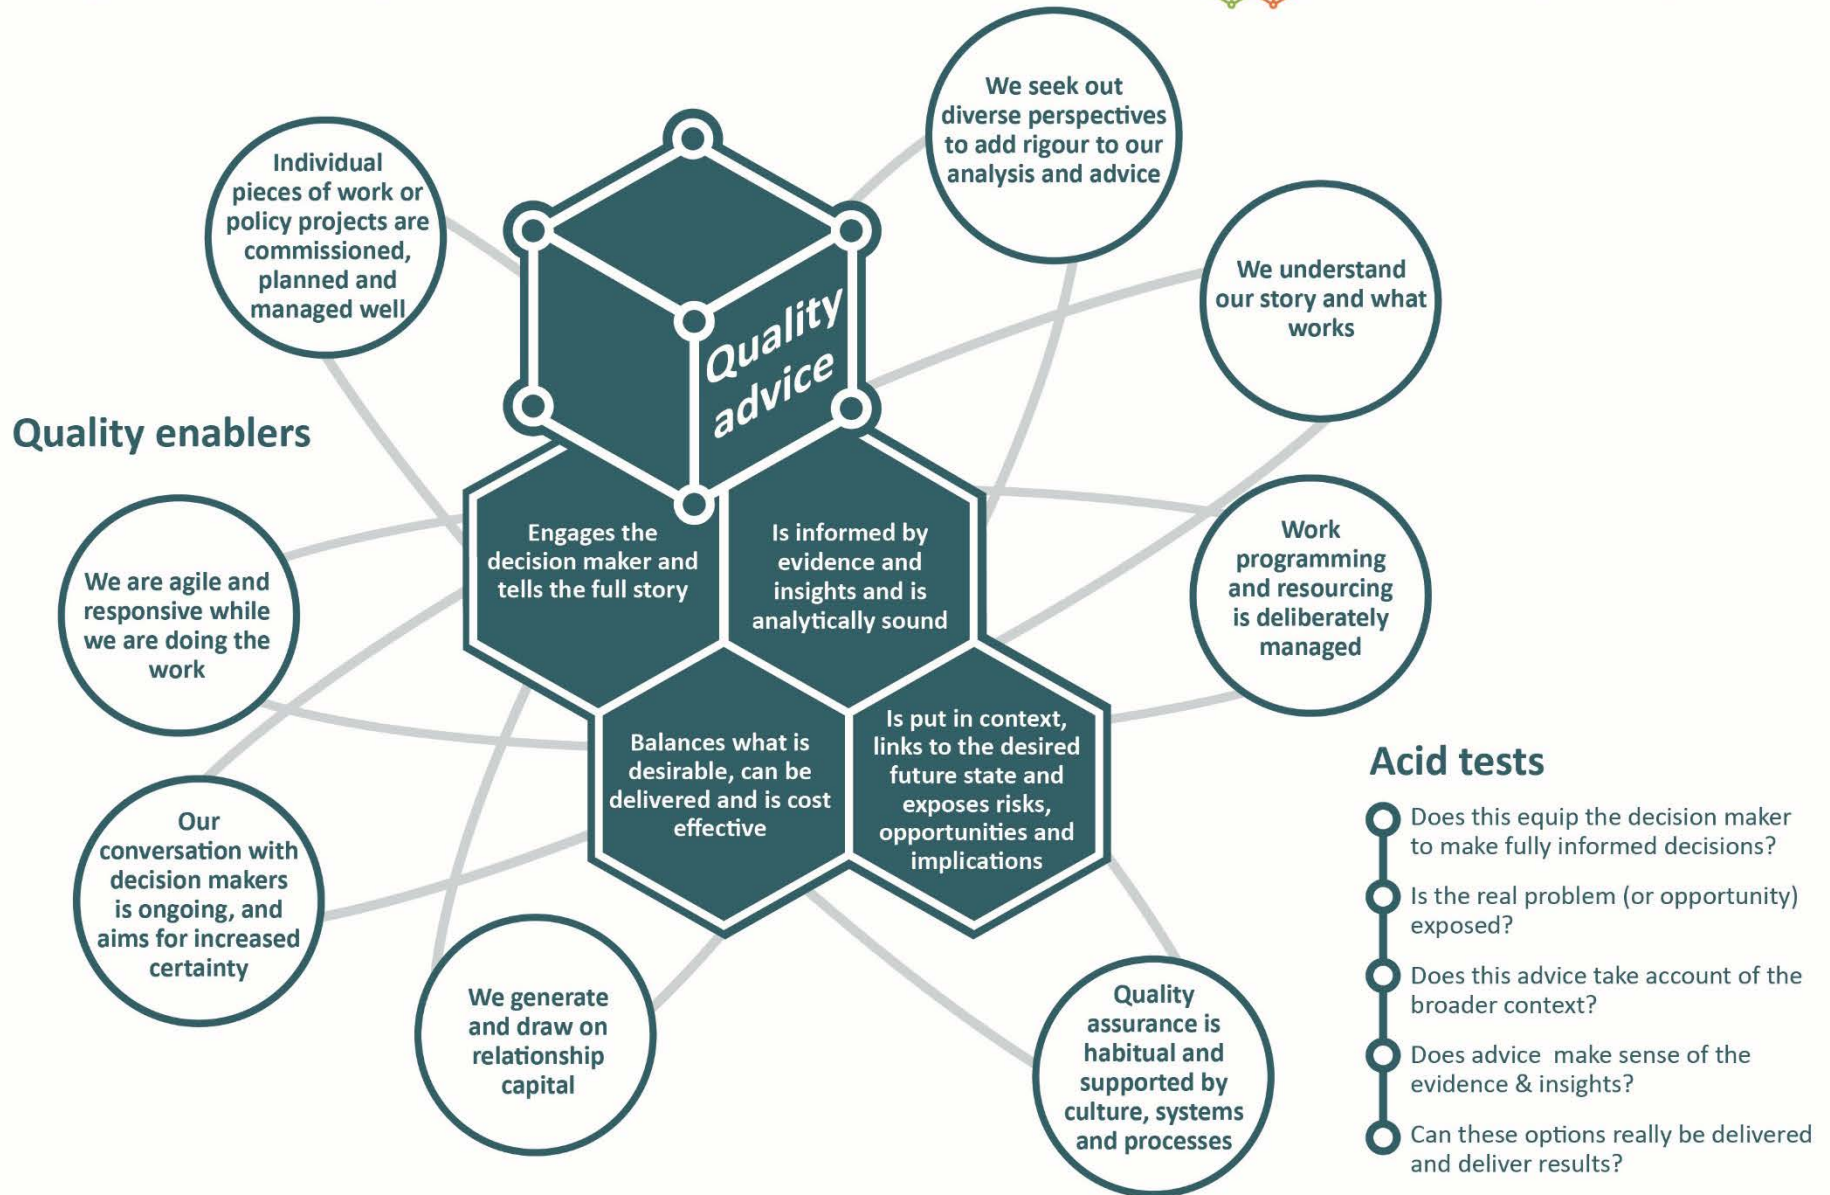 We seek out
diverse perspectives
to add rigour to our
analysis and advice
Individual
pieces of work or
policy projects are
commissioned,
planned and
managed well
We understand
our story and what
works
Quality
advice
Quality enablers
Engages the
decision maker and
tells the full story
Is informed by
evidence and
insights and is
analytically sound
Work
programming
and resourcing
is deliberately
managed
We are agile and
responsive while
we are doing the
work
Balances what is
desirable, can be
delivered and is cost
effective
Is put in context,
links to the desired
future state and
exposes risks,
opportunities and
implications
Our
conversation with
decision makers
is ongoing, and
aims for increased
certainty
We generate
and draw on
relationship
capital
Quality
assurance is
habitual and
supported by
culture, systems
and processes
Acid tests
Does this equip the decision maker
to make fully informed decisions?
Is the real problem (or opportunity)
exposed?
Does this advice take account of the
broader context?
Does advice  make sense of the
evidence & insights?
Can these options really be delivered
and deliver results?